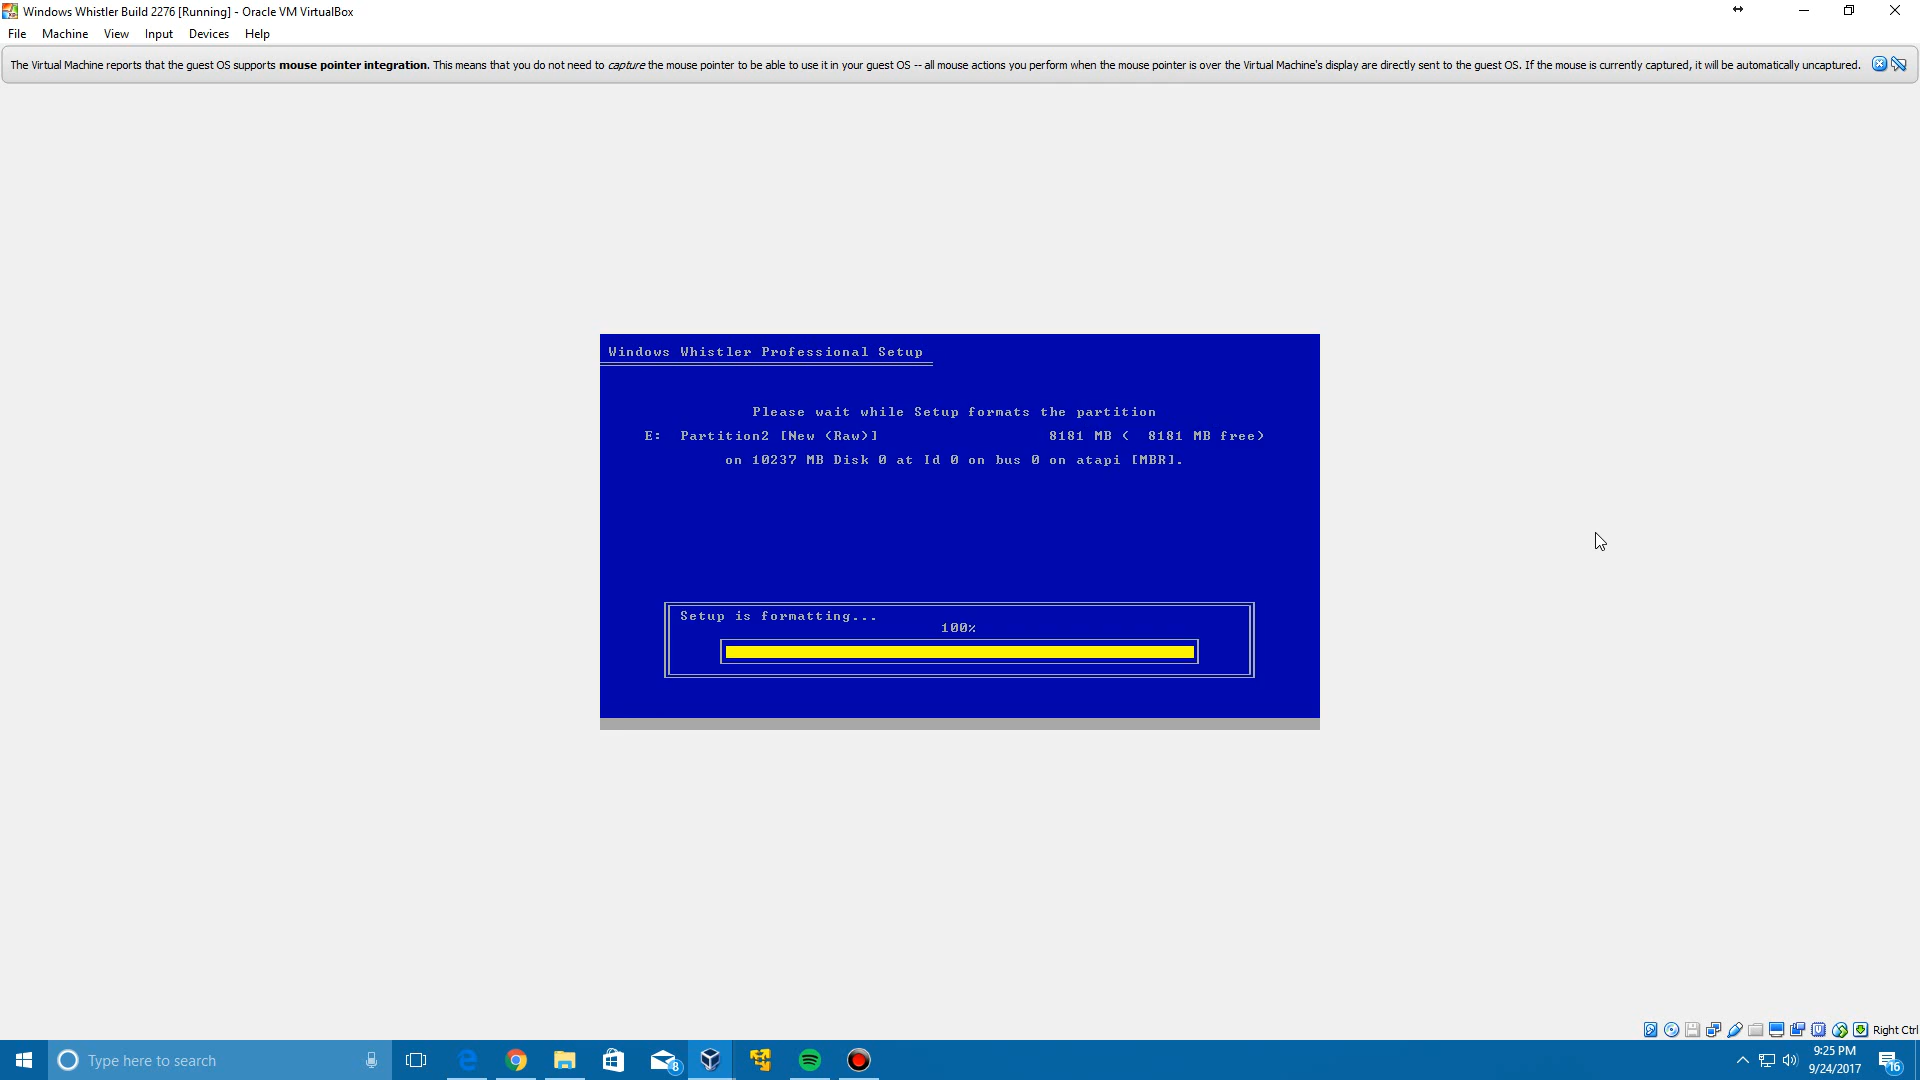 Windows Whistler Build 2276 [Running] - Oracle VM VirtualBox
File Machine View Input Devices Help
The Virtual Machine reports that the guest OS supports mouse pointer integration. This means that you do not need to capture the mouse pointer to be able to use it in your guest OS -- all mouse actions you perform when the mouse pointer is over the Virtual Machine's display are directly sent to the guest OS. If the mouse is currently captured, it will be automatically uncaptured.
Windows Whistler Professional Setup
Please wait while Setup formats the partition
E: Partition2 [New (Raw)] 8181 MB ( 8181 MB free)
on 10237 MB Disk 0 at Id 0 on bus 0 on atapi [MBR].
Setup is formatting...
100%
Right Ctrl
Type here to search
8
9:25 PM
9/24/2017
16